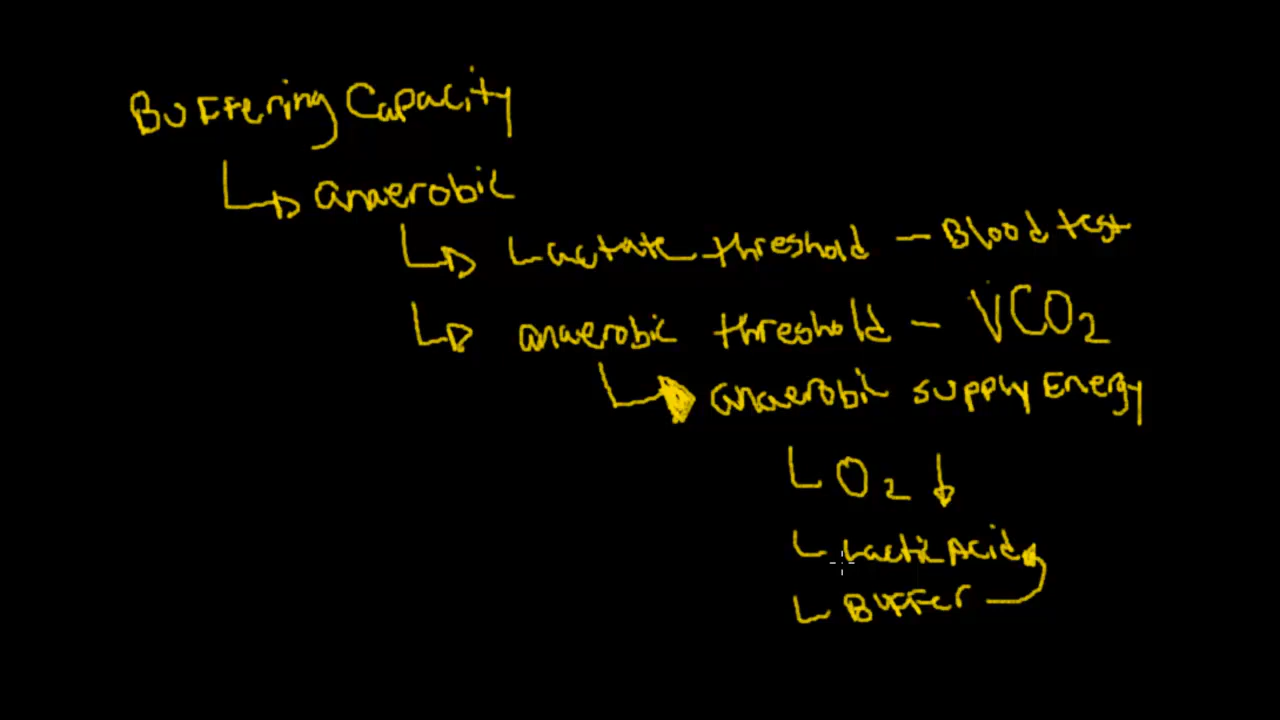 Buffering Capacity
anaerobic
Lactate threshold - Blood test
anaerobic threshold - VCO2
anaerobic supply Energy
O2 ↓
Lactic Acid
Buffer